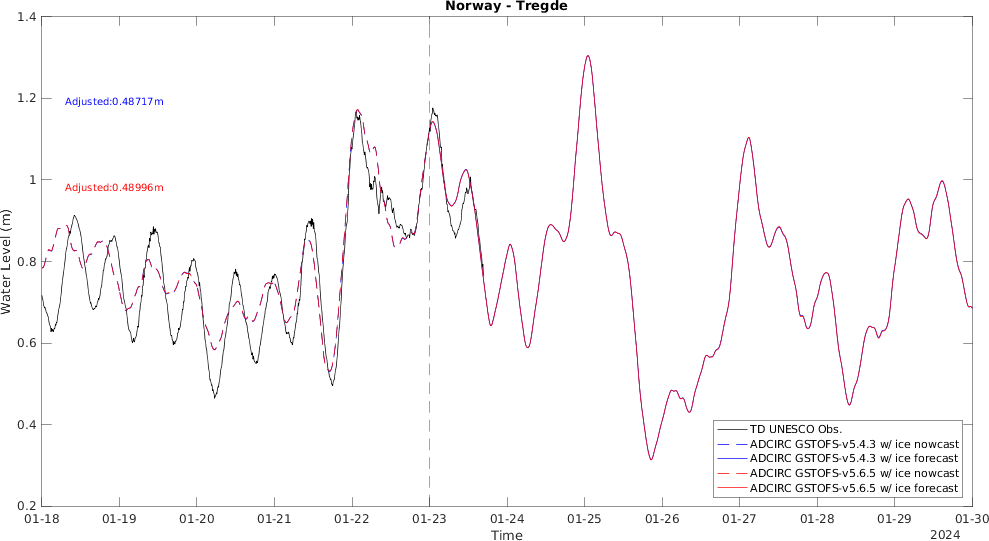 Norway - Tregde
1.4
1.2
1
0.8
0.6
0.4
0.2
Water Level (m)
Adjusted:0.48717m
Adjusted:0.48996m
TD UNESCO Obs.
ADCIRC GSTOFS-v5.4.3 w/ ice nowcast
ADCIRC GSTOFS-v5.4.3 w/ ice forecast
ADCIRC GSTOFS-v5.6.5 w/ ice nowcast
ADCIRC GSTOFS-v5.6.5 w/ ice forecast
01-18 01-19 01-20 01-21 01-22 01-23 01-24 01-25 01-26 01-27 01-28 01-29 01-30
Time
2024